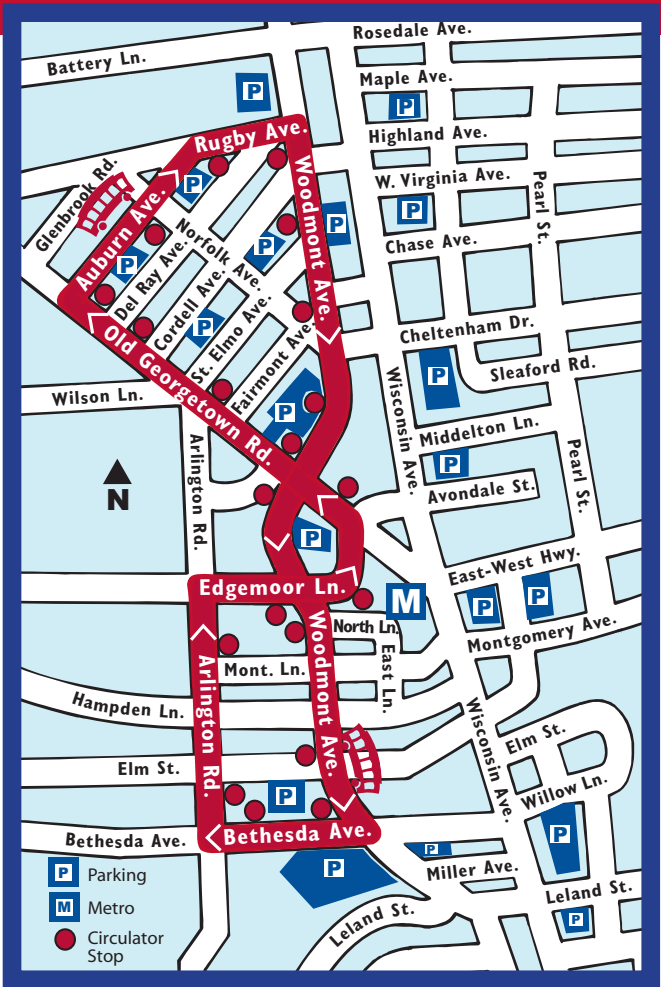 Rosedale Ave.
Battery Ln.
Maple Ave.
P
P
Highland Ave.
Rugby Ave.
Glenbrook Rd.
W. Virginia Ave.
Pearl St.
P
P
P
Auburn Ave.
Woodmont Ave.
Norfolk Ave.
Chase Ave.
P
P
Del Ray Ave.
Cordell Ave.
St. Elmo Ave.
Fairmont Ave.
P
Cheltenham Dr.
Old Georgetown Rd.
Sleaford Rd.
P
Wilson Ln.
Wisconsin Ave.
P
Middelton Ln.
Arlington Rd.
P
Pearl St.
Avondale St.
N
P
East-West Hwy.
Edgemoor Ln.
M
P
P
North Ln.
Montgomery Ave.
Woodmont Ave.
East Ln.
Mont. Ln.
Arlington Rd.
Hampden Ln.
Wisconsin Ave.
Elm St.
Elm St.
Willow Ln.
P
Bethesda Ave.
Bethesda Ave.
P
P
P
Miller Ave.
Leland St.
P
Leland St.
P Parking
M Metro
Circulator
Stop